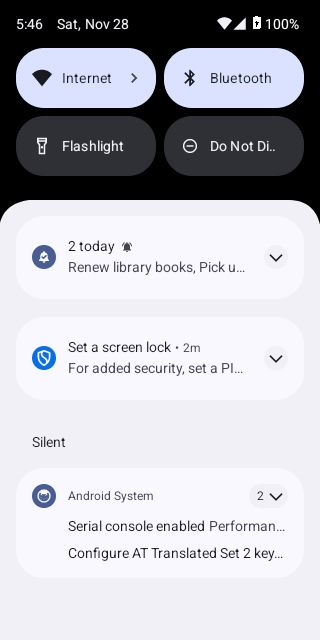 5:46 Sat, Nov 28 100%
Internet Bluetooth
Flashlight Do Not Di..
2 today
Renew library books, Pick u...
Set a screen lock • 2m
For added security, set a PI...
Silent
Android System 2
Serial console enabled Performan...
Configure AT Translated Set 2 key...